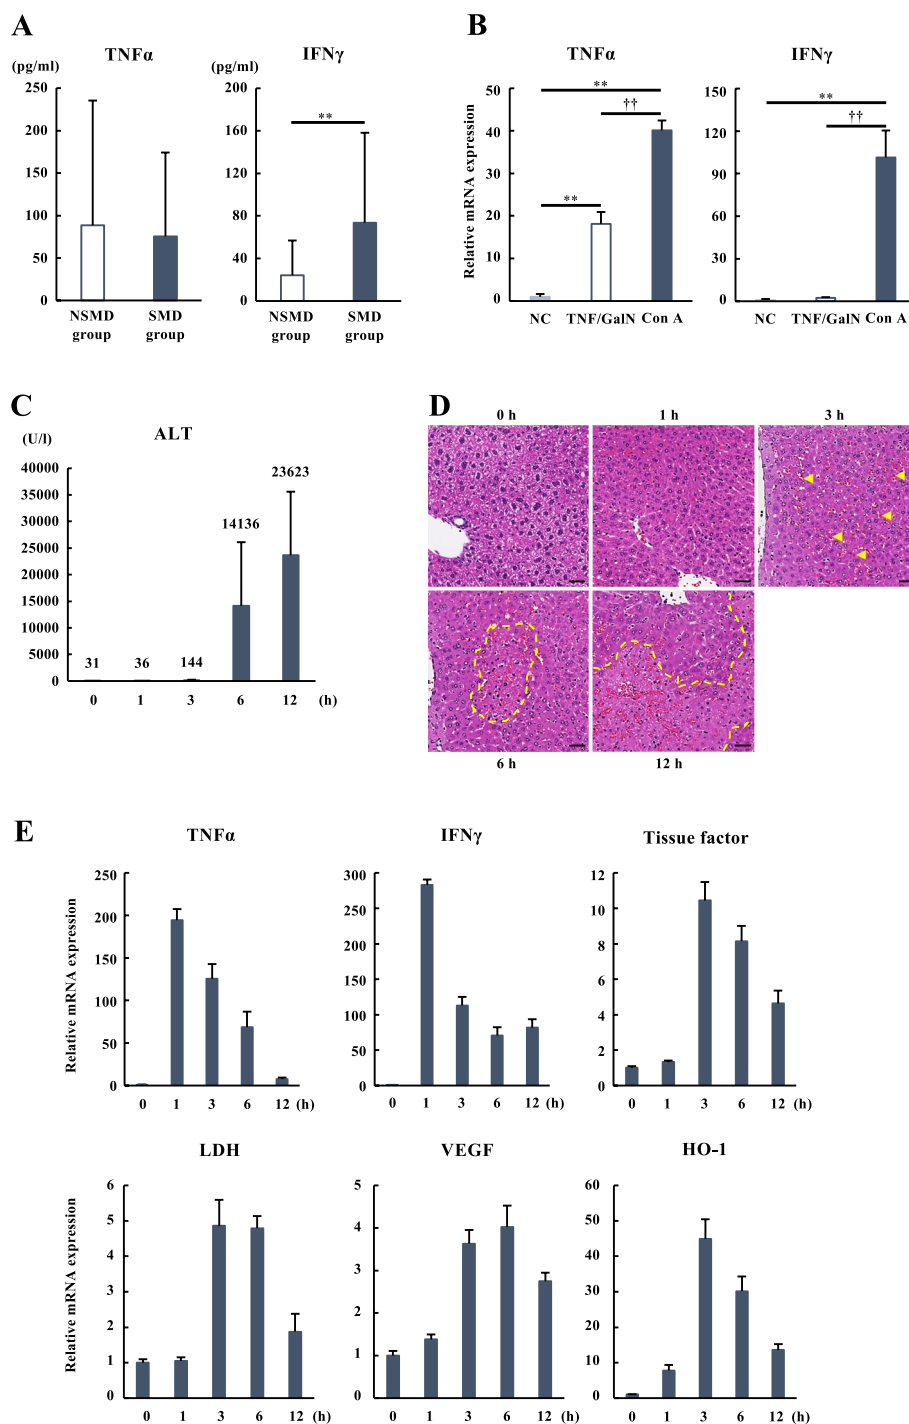 A
TNFα
(pg/ml)
250
200
150
100
50
0
NSMD group
SMD group
IFNγ
(pg/ml)
200
160
120
80
40
0
**
NSMD group
SMD group
B
TNFα
Relative mRNA expression
50
40
30
20
10
0
**
††
**
NC TNF/GalN Con A
IFNγ
150
120
90
60
30
0
**
††
NC TNF/GalN Con A
C
ALT
(U/l)
40000
35000
30000
25000
20000
15000
10000
5000
0
31 36 144 14136 23623
0 1 3 6 12 (h)
D
0 h 1 h 3 h
6 h 12 h
E
TNFα
Relative mRNA expression
250
200
150
100
50
0
0 1 3 6 12 (h)
IFNγ
300
250
200
150
100
50
0
0 1 3 6 12 (h)
Tissue factor
12
10
8
6
4
2
0
0 1 3 6 12 (h)
LDH
Relative mRNA expression
6
5
4
3
2
1
0
0 1 3 6 12 (h)
VEGF
5
4
3
2
1
0
0 1 3 6 12 (h)
HO-1
60
50
40
30
20
10
0
0 1 3 6 12 (h)